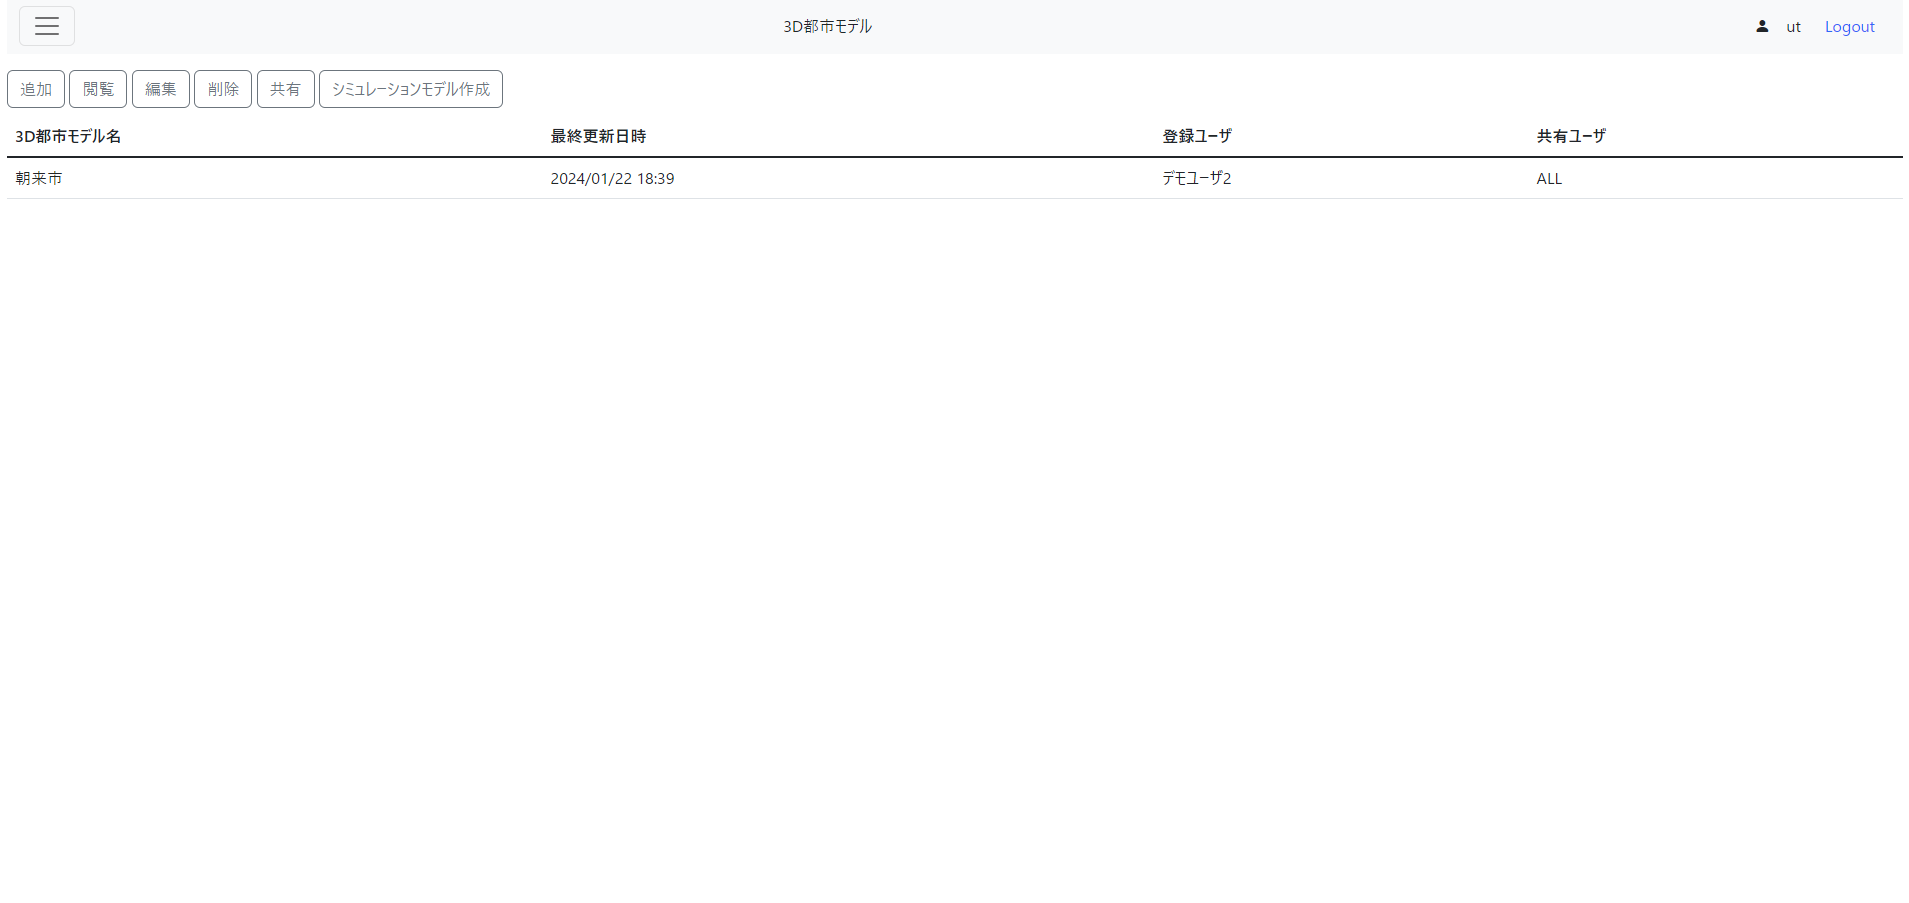 3D都市モデル ut Logout
追加 閲覧 編集 削除 共有 シミュレーションモデル作成
3D都市モデル名 最終更新日時 登録ユーザ 共有ユーザ
朝来市 2024/01/22 18:39 デモユーザ2 ALL